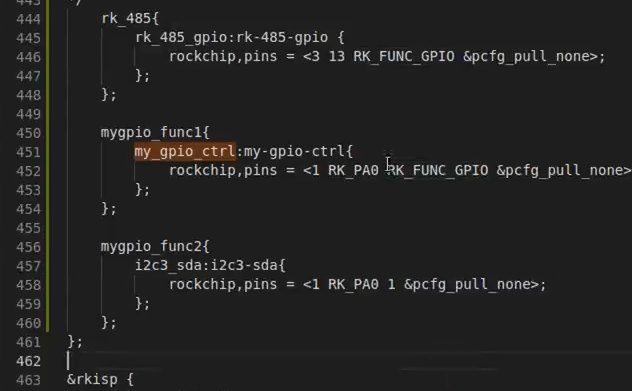 443 */
444 rk_485{
445 rk_485_gpio:rk-485-gpio {
446 rockchip,pins = <3 13 RK_FUNC_GPIO &pcfg_pull_none>;
447 };
448 };
449
450 mygpio_func1{
451 my_gpio_ctrl:my-gpio-ctrl{
452 rockchip,pins = <1 RK_PA0 RK_FUNC_GPIO &pcfg_pull_none>
453 };
454 };
455
456 mygpio_func2{
457 i2c3_sda:i2c3-sda{
458 rockchip,pins = <1 RK_PA0 1 &pcfg_pull_none>;
459 };
460 };
461 };
462
463 &rkisp {